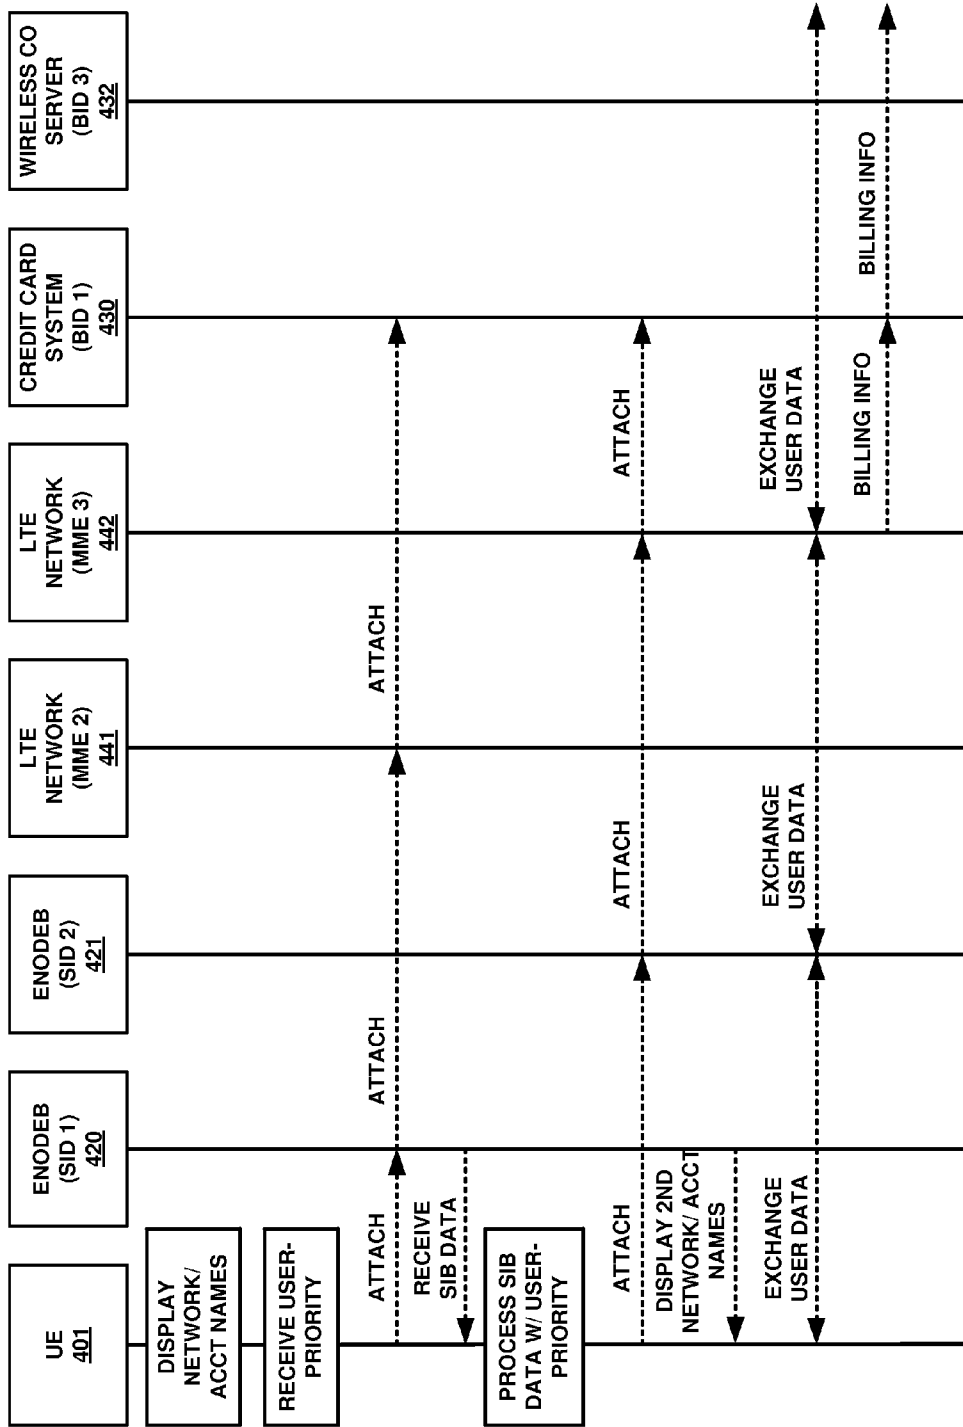 UE
401
ENODEB
(SID 1)
420
ENODEB
(SID 2)
421
LTE
NETWORK
(MME 2)
441
LTE
NETWORK
(MME 3)
442
CREDIT CARD
SYSTEM
(BID 1)
430
WIRELESS CO
SERVER
(BID 3)
432
DISPLAY
NETWORK/
ACCT NAMES
RECEIVE USER-
PRIORITY
ATTACH
ATTACH
ATTACH
RECEIVE
SIB DATA
PROCESS SIB
DATA W/ USER-
PRIORITY
ATTACH
ATTACH
ATTACH
DISPLAY 2ND
NETWORK/ ACCT
NAMES
EXCHANGE
USER DATA
EXCHANGE
USER DATA
EXCHANGE
USER DATA
BILLING INFO
BILLING INFO